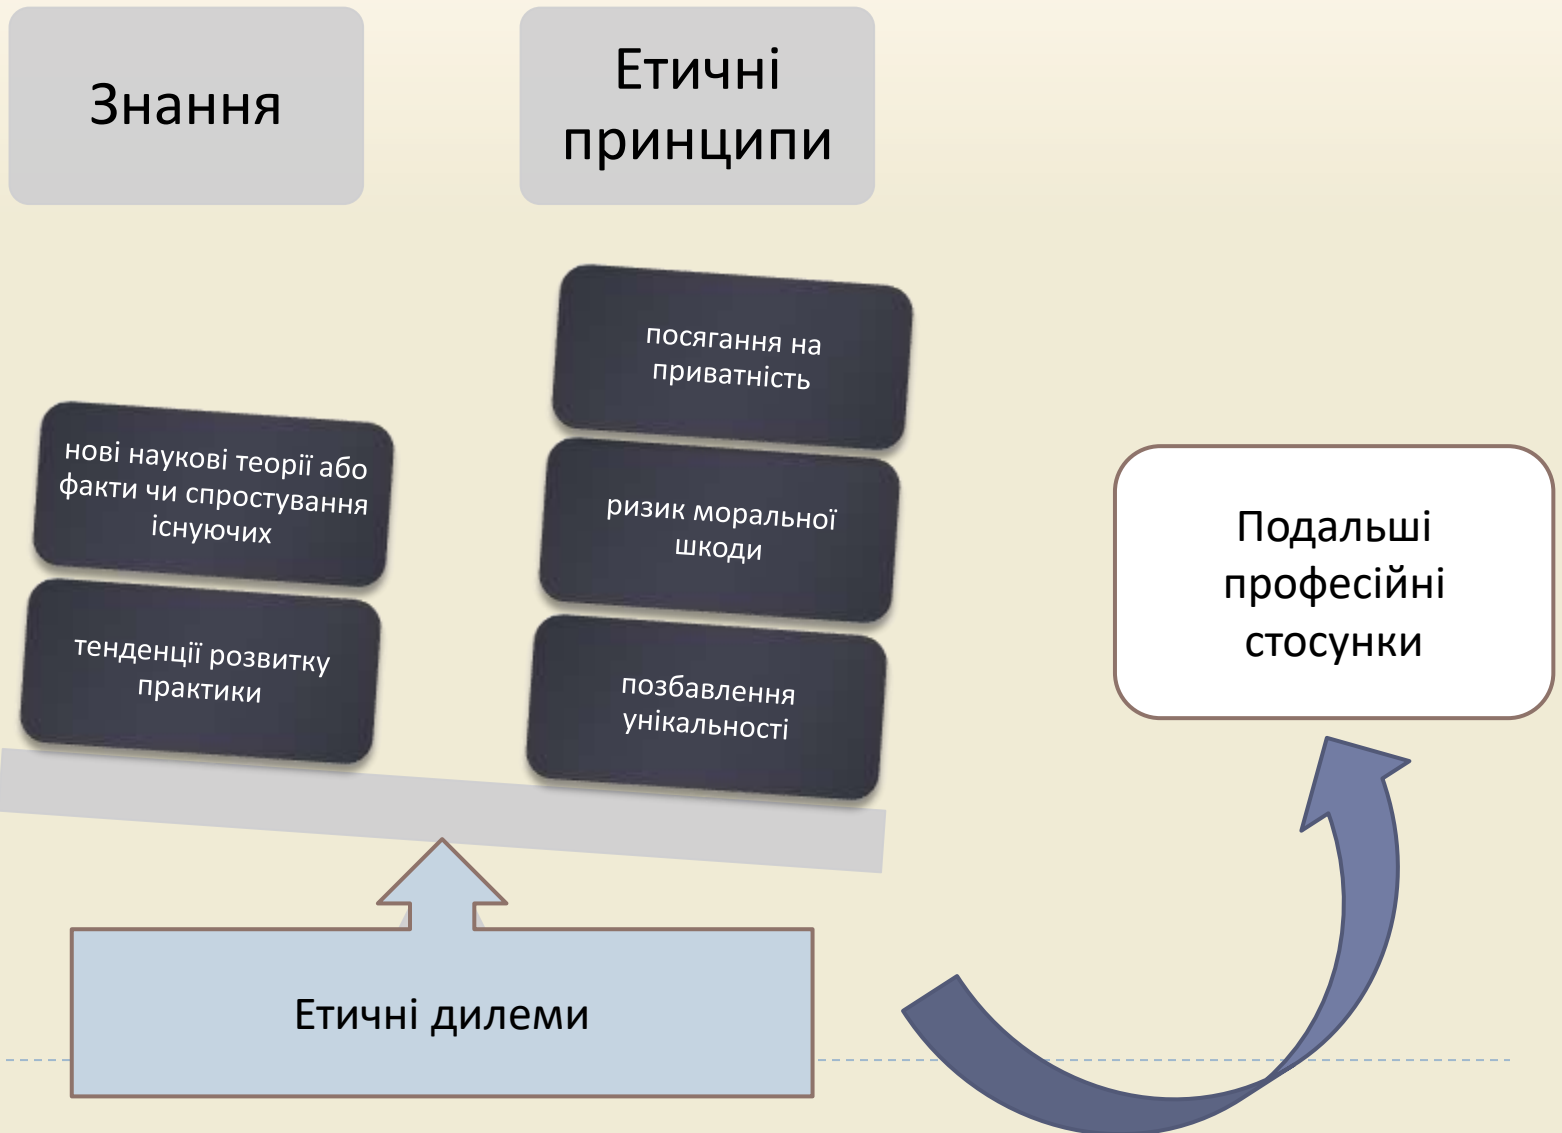 Знання
Етичні
принципи
посягання на
приватність
нові наукові теорії або
факти чи спростування
існуючих
ризик моральної
шкоди
тенденції розвитку
практики
позбавлення
унікальності
Подальші
професійні
стосунки
Етичні дилеми